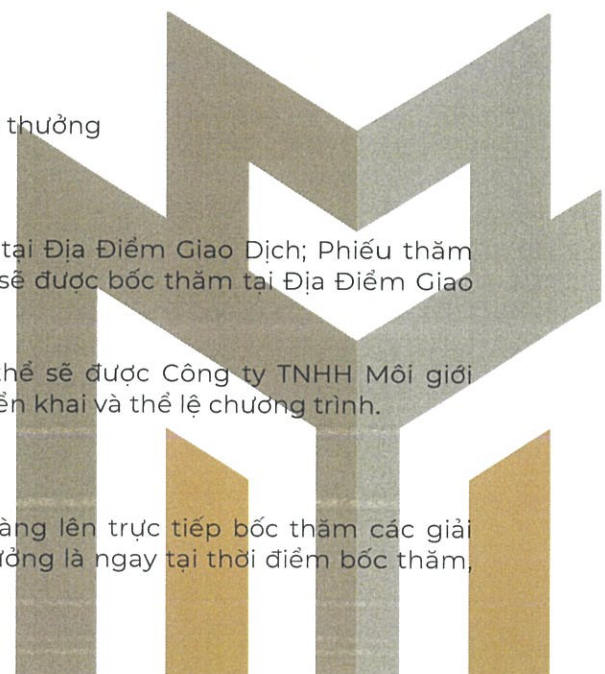 thưởng
tại Địa Điểm Giao Dịch; Phiếu thăm
sẽ được bốc thăm tại Địa Điểm Giao
thể sẽ được Công ty TNHH Môi giới
ển khai và thể lệ chương trình.
àng lên trực tiếp bốc thăm các giải
ưởng là ngay tại thời điểm bốc thăm,